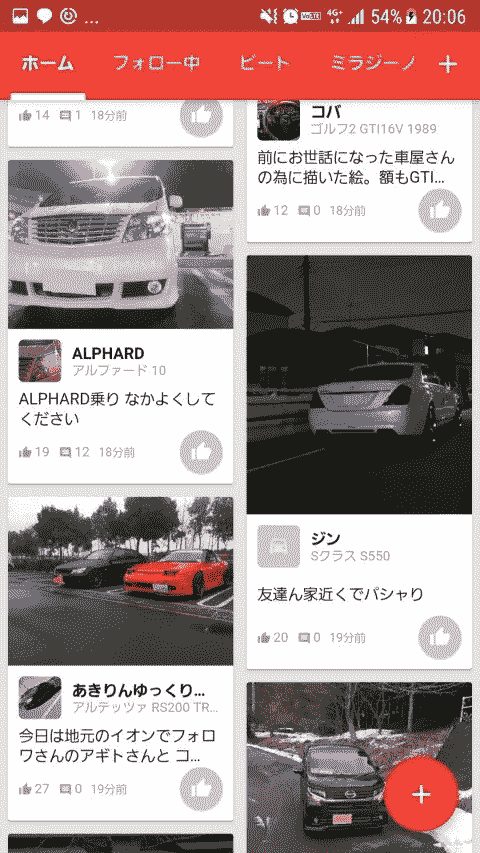 ... 4G+ 54% 20:06
ホーム フォロー中 ビート ミラジーノ +
14 1 18分前
ALPHARD
アルファード 10
ALPHARD乗り なかよくして
ください
19 12 18分前
あきりんゆっくり...
アルテッツァ RS200 TR...
今日は地元のイオンでフォロ
ワさんのアギトさんと コ...
27 0 19分前
コバ
ゴルフ2 GTI16V 1989
前にお世話になった車屋さん
の為に描いた絵。額もGTI...
12 0 18分前
ジン
Sクラス S550
友達ん家近くでパシャり
20 0 19分前
+